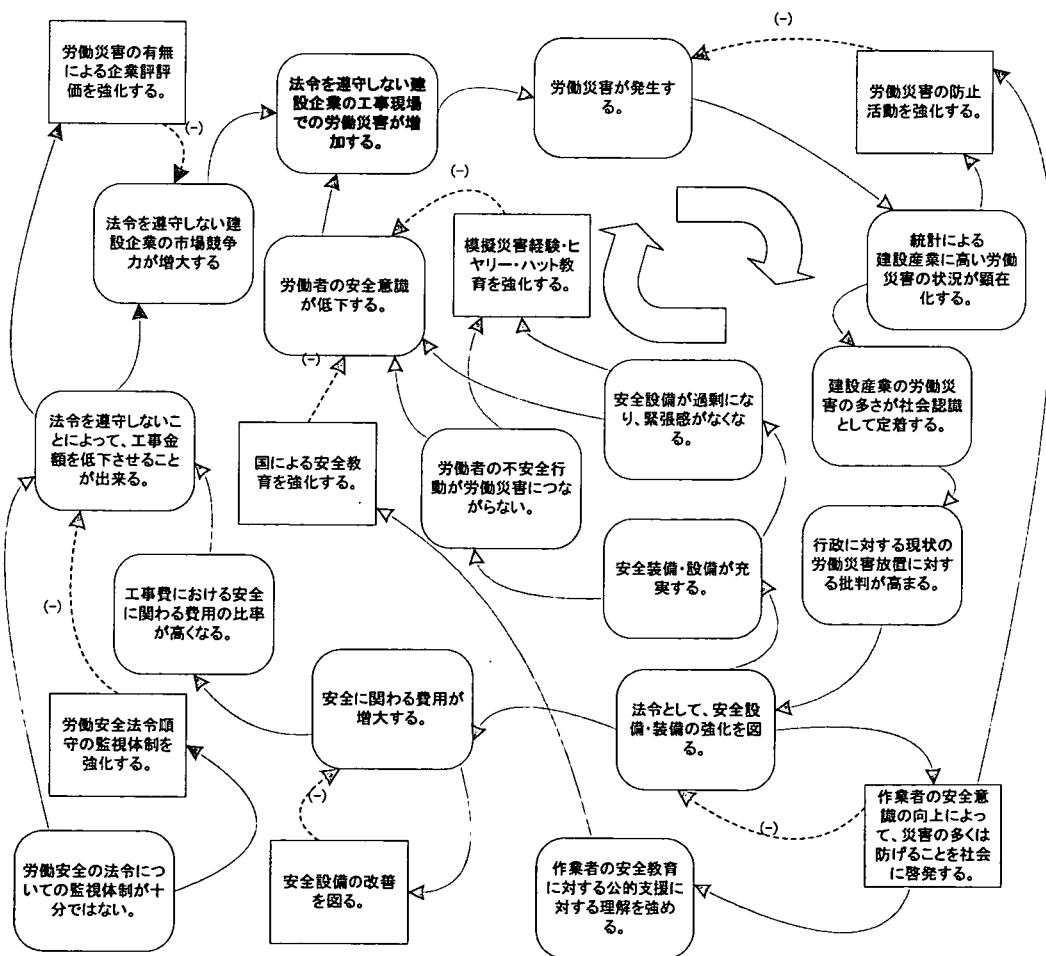 労働災害の有無
による企業評評
価を強化する。
(-)
法令を遵守しない建
設企業の工事現場
での労働災害が増
加する。
労働災害が発生す
る。
(-)
労働災害の防止
活動を強化する。
法令を遵守しない建
設企業の市場競争
力が増大する
(-)
労働者の安全意識
が低下する。
模擬災害経験・ヒ
ヤリー・ハット教
育を強化する。
統計による
建設産業に高い労働
災害の状況が顕在
化する。
(-)
法令を遵守しないこ
とによって、工事金
額を低下させること
が出来る。
国による安全教
育を強化する。
労働者の不安全行
動が労働災害につな
がらない。
安全設備が過剰にな
り、緊張感がなくな
る。
建設産業の労働災
害の多さが社会認識
として定着する。
安全装備・設備が充
実する。
行政に対する現状の
労働災害放置に対
する批判が高まる。
工事費における安全
に関わる費用の比率
が高くなる。
(-)
労働安全法令順
守の監視体制を
強化する。
安全に関わる費用が
増大する。
法令として、安全設
備・装備の強化を図
る。
(-)
(-)
作業者の安全意
識の向上によっ
て、災害の多くは
防げることを社会
に啓発する。
労働安全の法令につ
いての監視体制が十
分ではない。
安全設備の改善
を図る。
作業者の安全教育
に対する公的支援に
対する理解を強め
る。